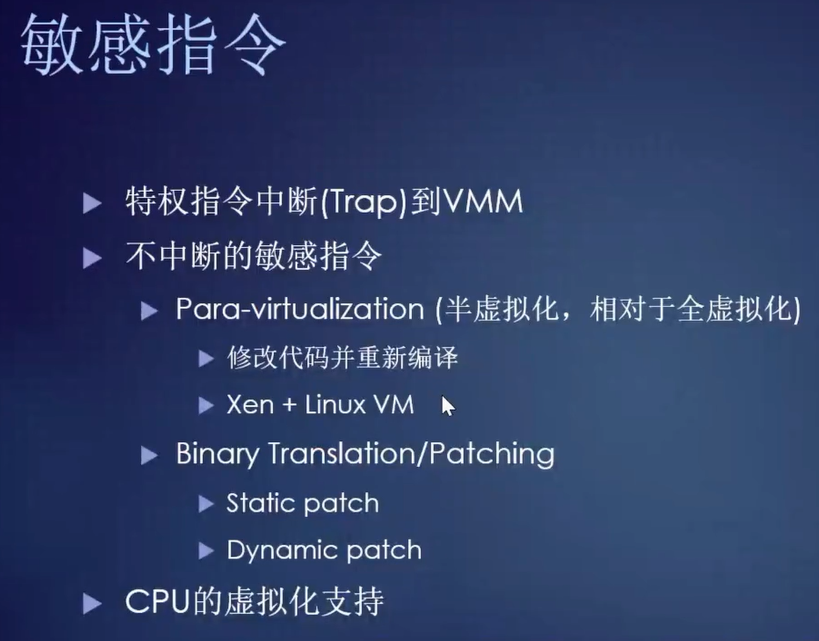 敏感指令
特权指令中断(Trap)到VMM
不中断的敏感指令
Para-virtualization (半虚拟化，相对于全虚拟化)
修改代码并重新编译
Xen + Linux VM
Binary Translation/Patching
Static patch
Dynamic patch
CPU的虚拟化支持